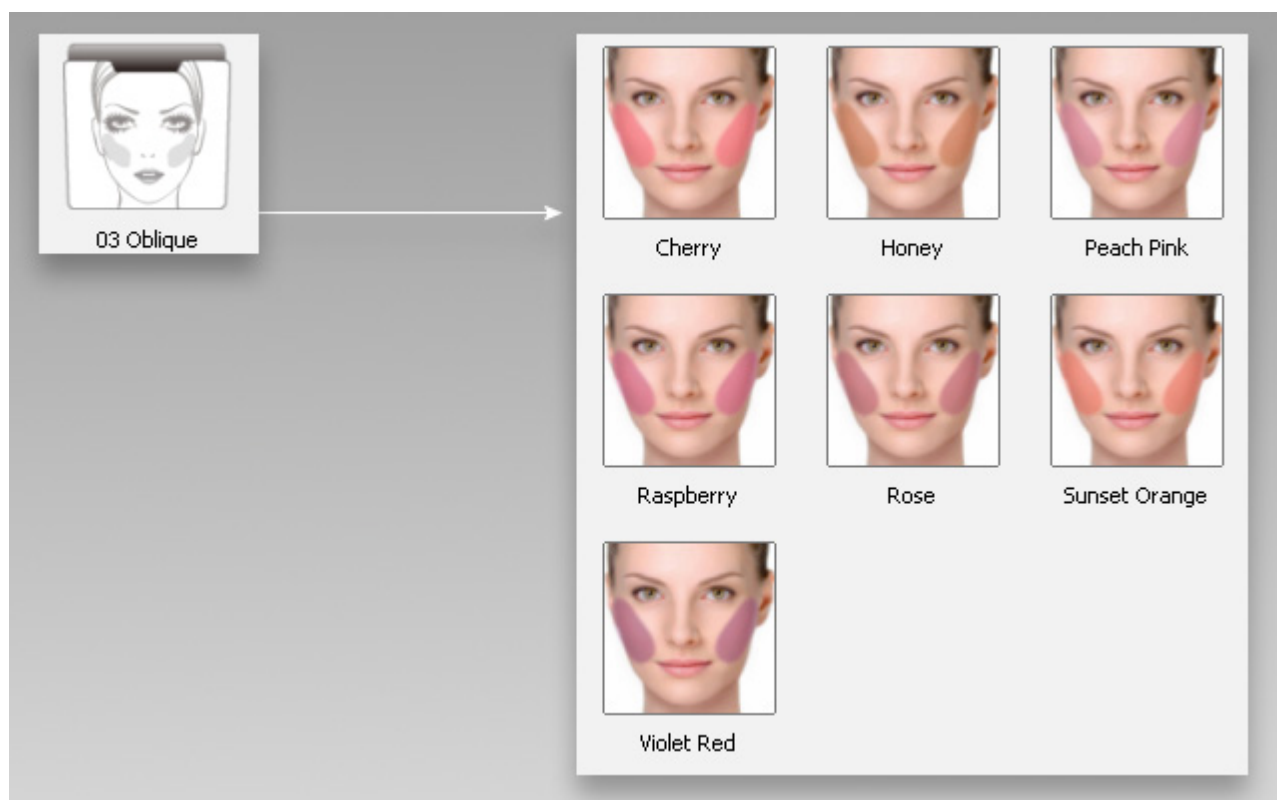 03 Oblique
Cherry
Honey
Peach Pink
Raspberry
Rose
Sunset Orange
Violet Red